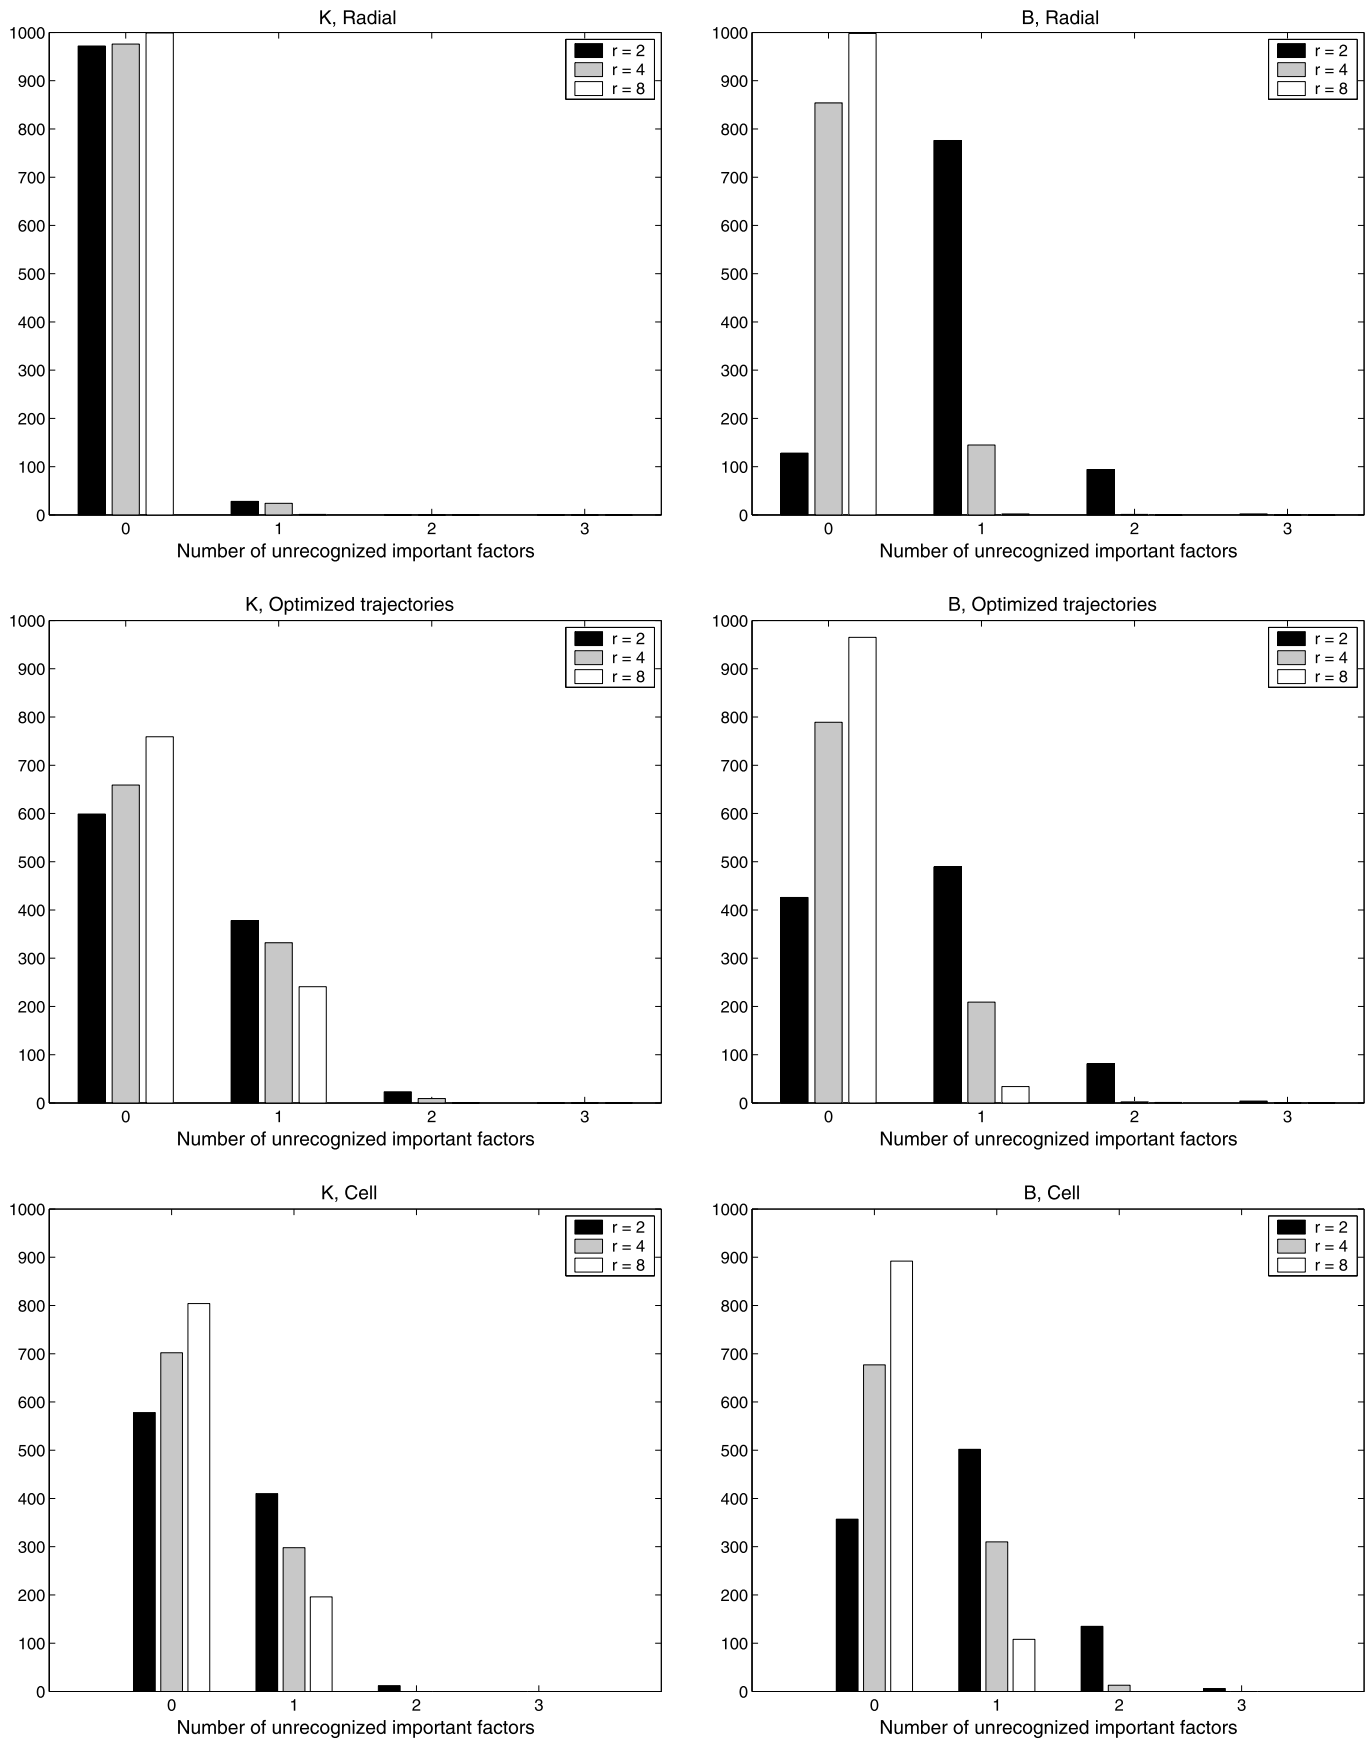 K, Radial
1000
900
800
700
600
500
400
300
200
100
0
r = 2
r = 4
r = 8
0 1 2 3
Number of unrecognized important factors
B, Radial
1000
900
800
700
600
500
400
300
200
100
0
r = 2
r = 4
r = 8
0 1 2 3
Number of unrecognized important factors
K, Optimized trajectories
1000
900
800
700
600
500
400
300
200
100
0
r = 2
r = 4
r = 8
0 1 2 3
Number of unrecognized important factors
B, Optimized trajectories
1000
900
800
700
600
500
400
300
200
100
0
r = 2
r = 4
r = 8
0 1 2 3
Number of unrecognized important factors
K, Cell
1000
900
800
700
600
500
400
300
200
100
0
r = 2
r = 4
r = 8
0 1 2 3
Number of unrecognized important factors
B, Cell
1000
900
800
700
600
500
400
300
200
100
0
r = 2
r = 4
r = 8
0 1 2 3
Number of unrecognized important factors